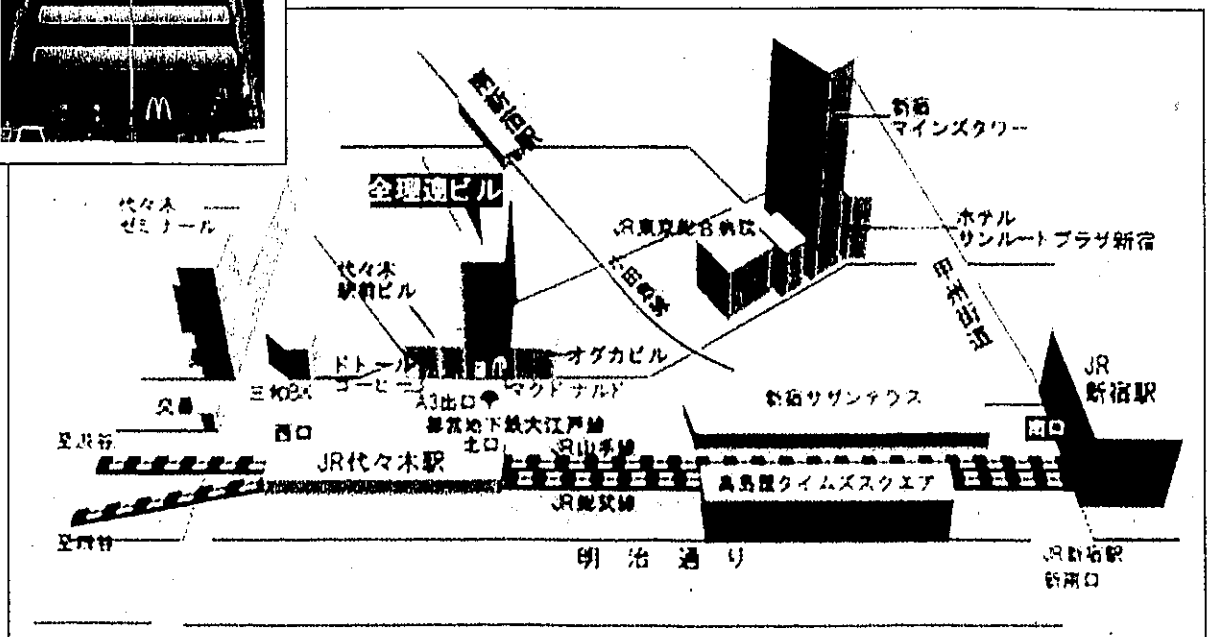 新宿
マインズタワー
全理連ビル
代々木
ゼミナール
JR東京総合病院
ホテル
サンルートプラザ新宿
代々木
駅前ビル
小田急線
甲州街道
オダカビル
ドトール
コーヒー
マクドナルド
JR
新宿駅
三和BK
交番
A3出口
新宿サザンテラス
南口
都営地下鉄大江戸線
西口
北口
至渋谷
JR山手線
JR代々木駅
高島屋タイムズスクエア
JR総武線
明治通り
JR新宿駅
新南口